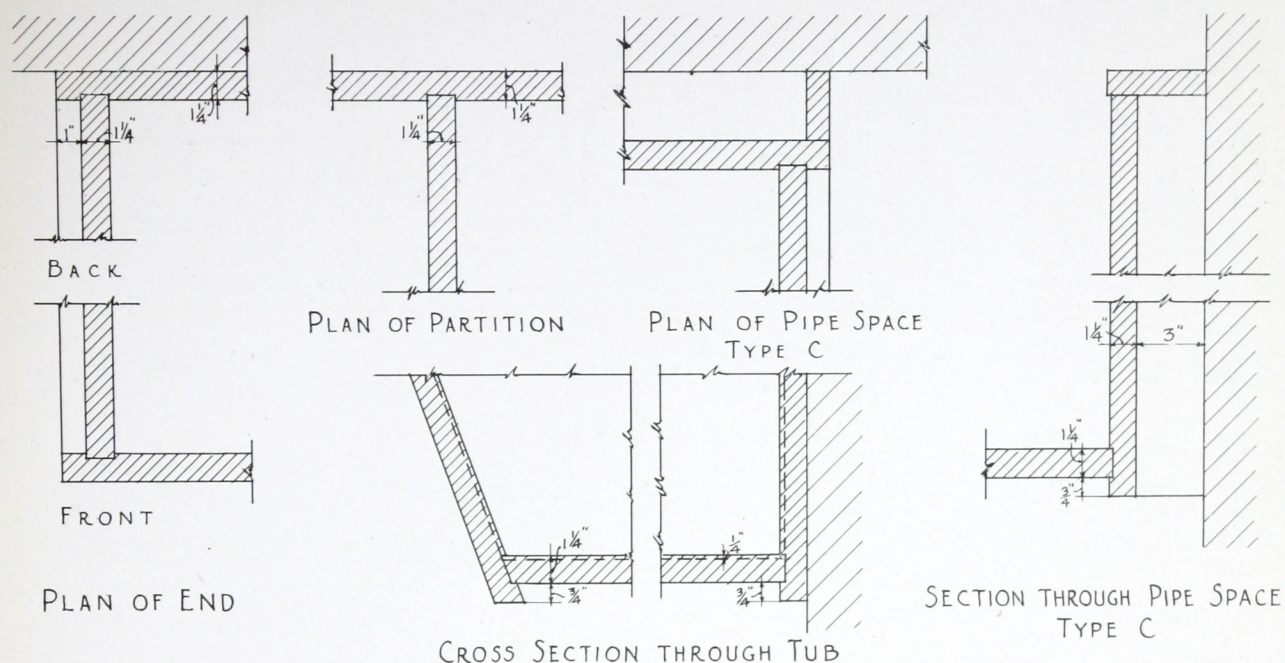 1¼"
1"
1¼"
BACK
FRONT
PLAN OF END
1¼"
1¼"
PLAN OF PARTITION
PLAN OF PIPE SPACE
TYPE C
1¼"
¾"
¼"
¾"
CROSS SECTION THROUGH TUB
1¼"
3"
1¼"
¾"
SECTION THROUGH PIPE SPACE
TYPE C